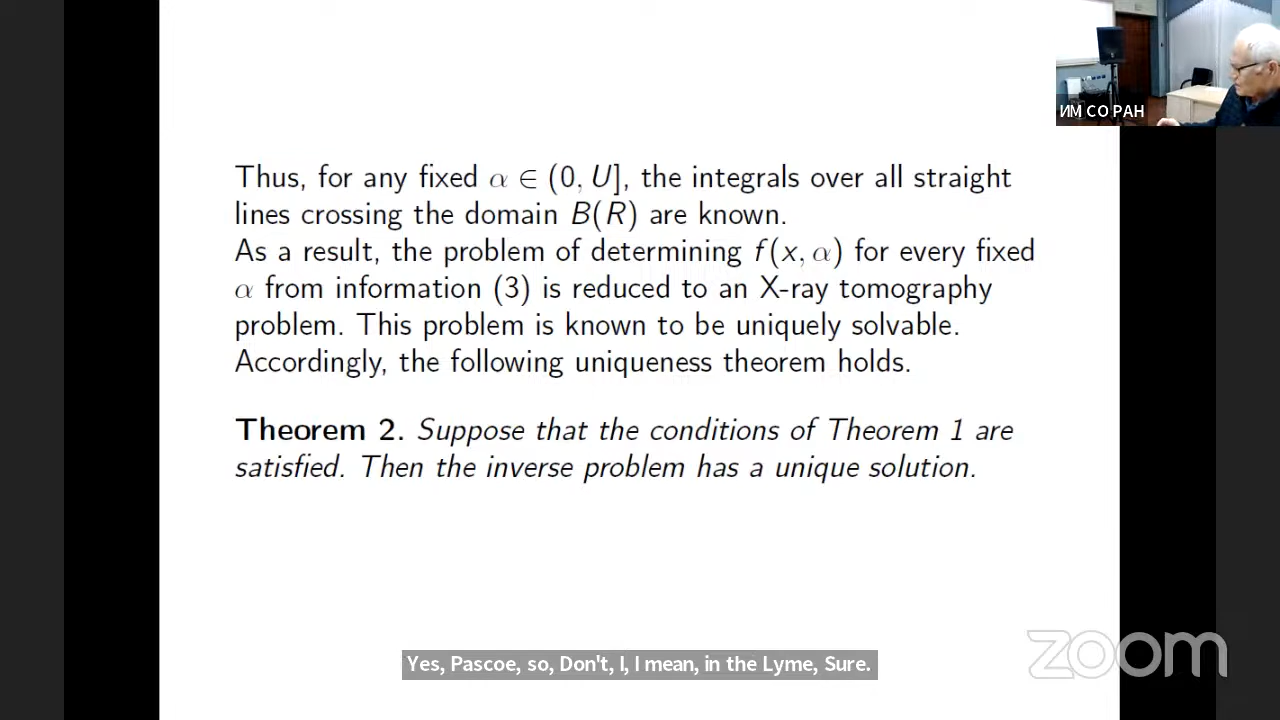 ИМ СО РАН
Thus, for any fixed α ∈ (0, U], the integrals over all straight
lines crossing the domain B(R) are known.
As a result, the problem of determining f(x, α) for every fixed
α from information (3) is reduced to an X-ray tomography
problem. This problem is known to be uniquely solvable.
Accordingly, the following uniqueness theorem holds.
Theorem 2. Suppose that the conditions of Theorem 1 are
satisfied. Then the inverse problem has a unique solution.
Yes, Pascoe, so, Don't, I, I mean, in the Lyme, Sure.
zoom